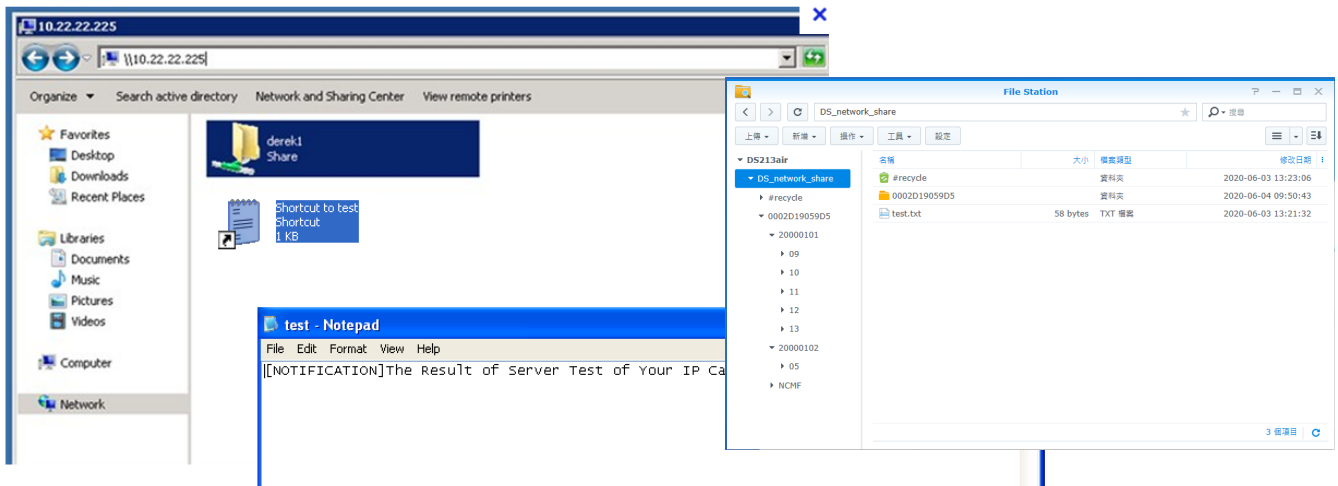 10.22.22.225
\\10.22.22.225
Organize Search active directory Network and Sharing Center View remote printers
Favorites
Desktop
Downloads
Recent Places
Libraries
Documents
Music
Pictures
Videos
Computer
Network
derek1
Share
Shortcut to test
Shortcut
1 KB
test - Notepad
File Edit Format View Help
[NOTIFICATION]The Result of Server Test of Your IP Ca
File Station
DS_network_share
搜尋
上傳 新增 操作 工具 設定
DS213air
DS_network_share
#recycle
0002D19059D5
20000101
09
10
11
12
13
20000102
05
NCMF
名稱 大小 檔案類型 修改日期
#recycle 資料夾 2020-06-03 13:23:06
0002D19059D5 資料夾 2020-06-04 09:50:43
test.txt 58 bytes TXT 檔案 2020-06-03 13:21:32
3 個項目